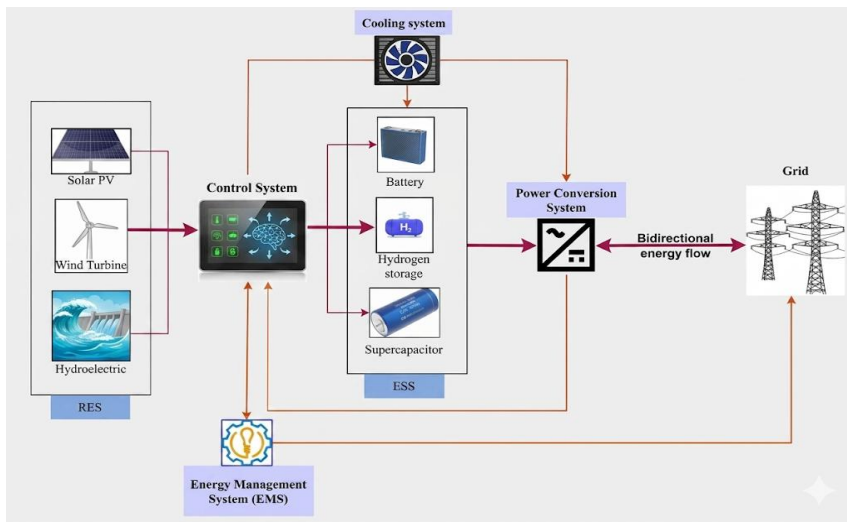 Cooling system
Solar PV
Control System
Battery
Power Conversion
System
Grid
Wind Turbine
H₂
Hydrogen
storage
Bidirectional
energy flow
Hydroelectric
Supercapacitor
RES
ESS
Energy Management
System (EMS)